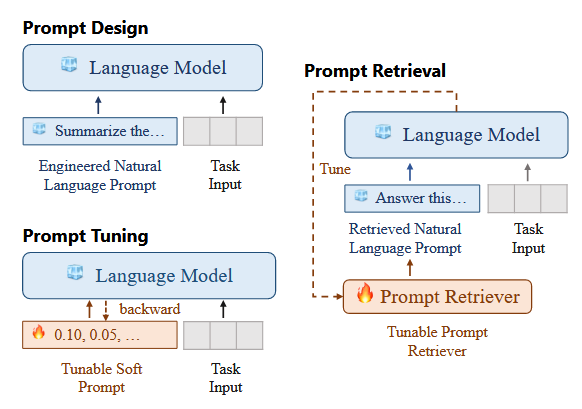 Prompt Design
Language Model
Summarize the…
Engineered Natural
Language Prompt
Task
Input
Prompt Tuning
Language Model
backward
0.10, 0.05, …
Tunable Soft
Prompt
Task
Input
Prompt Retrieval
Language Model
Tune
Answer this…
Retrieved Natural
Language Prompt
Task
Input
Prompt Retriever
Tunable Prompt
Retriever